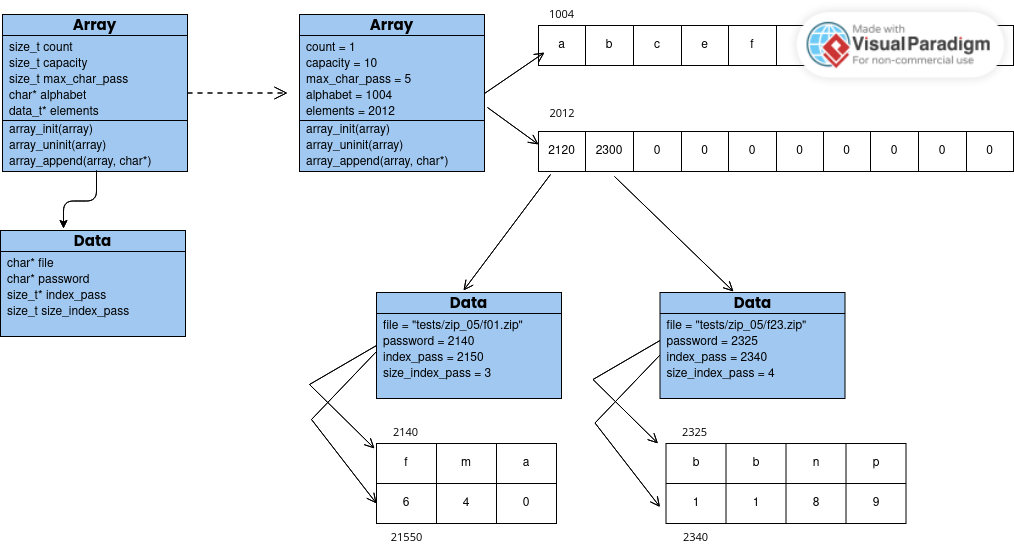 Array
size_t count
size_t capacity
size_t max_char_pass
char* alphabet
data_t* elements
array_init(array)
array_uninit(array)
array_append(array, char*)
Data
char* file
char* password
size_t* index_pass
size_t size_index_pass
Array
count = 1
capacity = 10
max_char_pass = 5
alphabet = 1004
elements = 2012
array_init(array)
array_uninit(array)
array_append(array, char*)
1004
a b c e f
Made with
Visual Paradigm
For non-commercial use
2012
2120 2300 0 0 0 0 0 0 0 0
Data
file = "tests/zip_05/f01.zip"
password = 2140
index_pass = 2150
size_index_pass = 3
2140
f m a
6 4 0
21550
Data
file = "tests/zip_05/f23.zip"
password = 2325
index_pass = 2340
size_index_pass = 4
2325
b b n p
1 1 8 9
2340